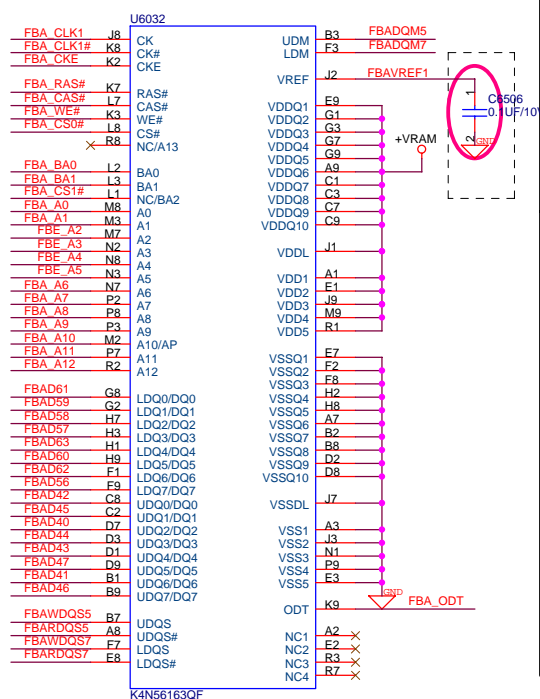 U6032
FBA_CLK1 J8 CK
FBA_CLK1# K8 CK#
FBA_CKE K2 CKE
FBA_RAS# K7 RAS#
FBA_CAS# L7 CAS#
FBA_WE# K3 WE#
FBA_CS0# L8 CS#
R8 NC/A13
FBA_BA0 L2 BA0
FBA_BA1 L3 BA1
FBA_CS1# L1 NC/BA2
FBA_A0 M8 A0
FBA_A1 M3 A1
FBE_A2 M7 A2
FBE_A3 N2 A3
FBE_A4 N8 A4
FBE_A5 N3 A5
FBA_A6 N7 A6
FBA_A7 P2 A7
FBA_A8 P8 A8
FBA_A9 P3 A9
FBA_A10 M2 A10/AP
FBA_A11 P7 A11
FBA_A12 R2 A12
FBAD61 G8 LDQ0/DQ0
FBAD59 G2 LDQ1/DQ1
FBAD58 H7 LDQ2/DQ2
FBAD57 H3 LDQ3/DQ3
FBAD63 H1 LDQ4/DQ4
FBAD60 H9 LDQ5/DQ5
FBAD62 F1 LDQ6/DQ6
FBAD56 F9 LDQ7/DQ7
FBAD42 C8 UDQ0/DQ0
FBAD45 C2 UDQ1/DQ1
FBAD40 D7 UDQ2/DQ2
FBAD44 D3 UDQ3/DQ3
FBAD43 D1 UDQ4/DQ4
FBAD47 D9 UDQ5/DQ5
FBAD41 B1 UDQ6/DQ6
FBAD46 B9 UDQ7/DQ7
FBAWDQS5 B7 UDQS
FBARDQS5 A8 UDQS#
FBAWDQS7 F7 LDQS
FBARDQS7 E8 LDQS#
UDM B3 FBADQM5
LDM F3 FBADQM7
VREF J2 FBAVREF1
VDDQ1 E9
VDDQ2 G1
VDDQ3 G3
VDDQ4 G7
VDDQ5 G9
VDDQ6 A9
VDDQ7 C1
VDDQ8 C3
VDDQ9 C7
VDDQ10 C9
VDDL J1
VDD1 A1
VDD2 E1
VDD3 J9
VDD4 M9
VDD5 R1
VSSQ1 E7
VSSQ2 F2
VSSQ3 F8
VSSQ4 H2
VSSQ5 H8
VSSQ6 A7
VSSQ7 B2
VSSQ8 B8
VSSQ9 D2
VSSQ10 D8
VSSDL J7
VSS1 A3
VSS2 J3
VSS3 N1
VSS4 P9
VSS5 E3
GND
ODT K9 FBA_ODT
NC1 A2
NC2 E2
NC3 R3
NC4 R7
+VRAM
1
C6506
0.1UF/10V
2
GND
K4N56163QF